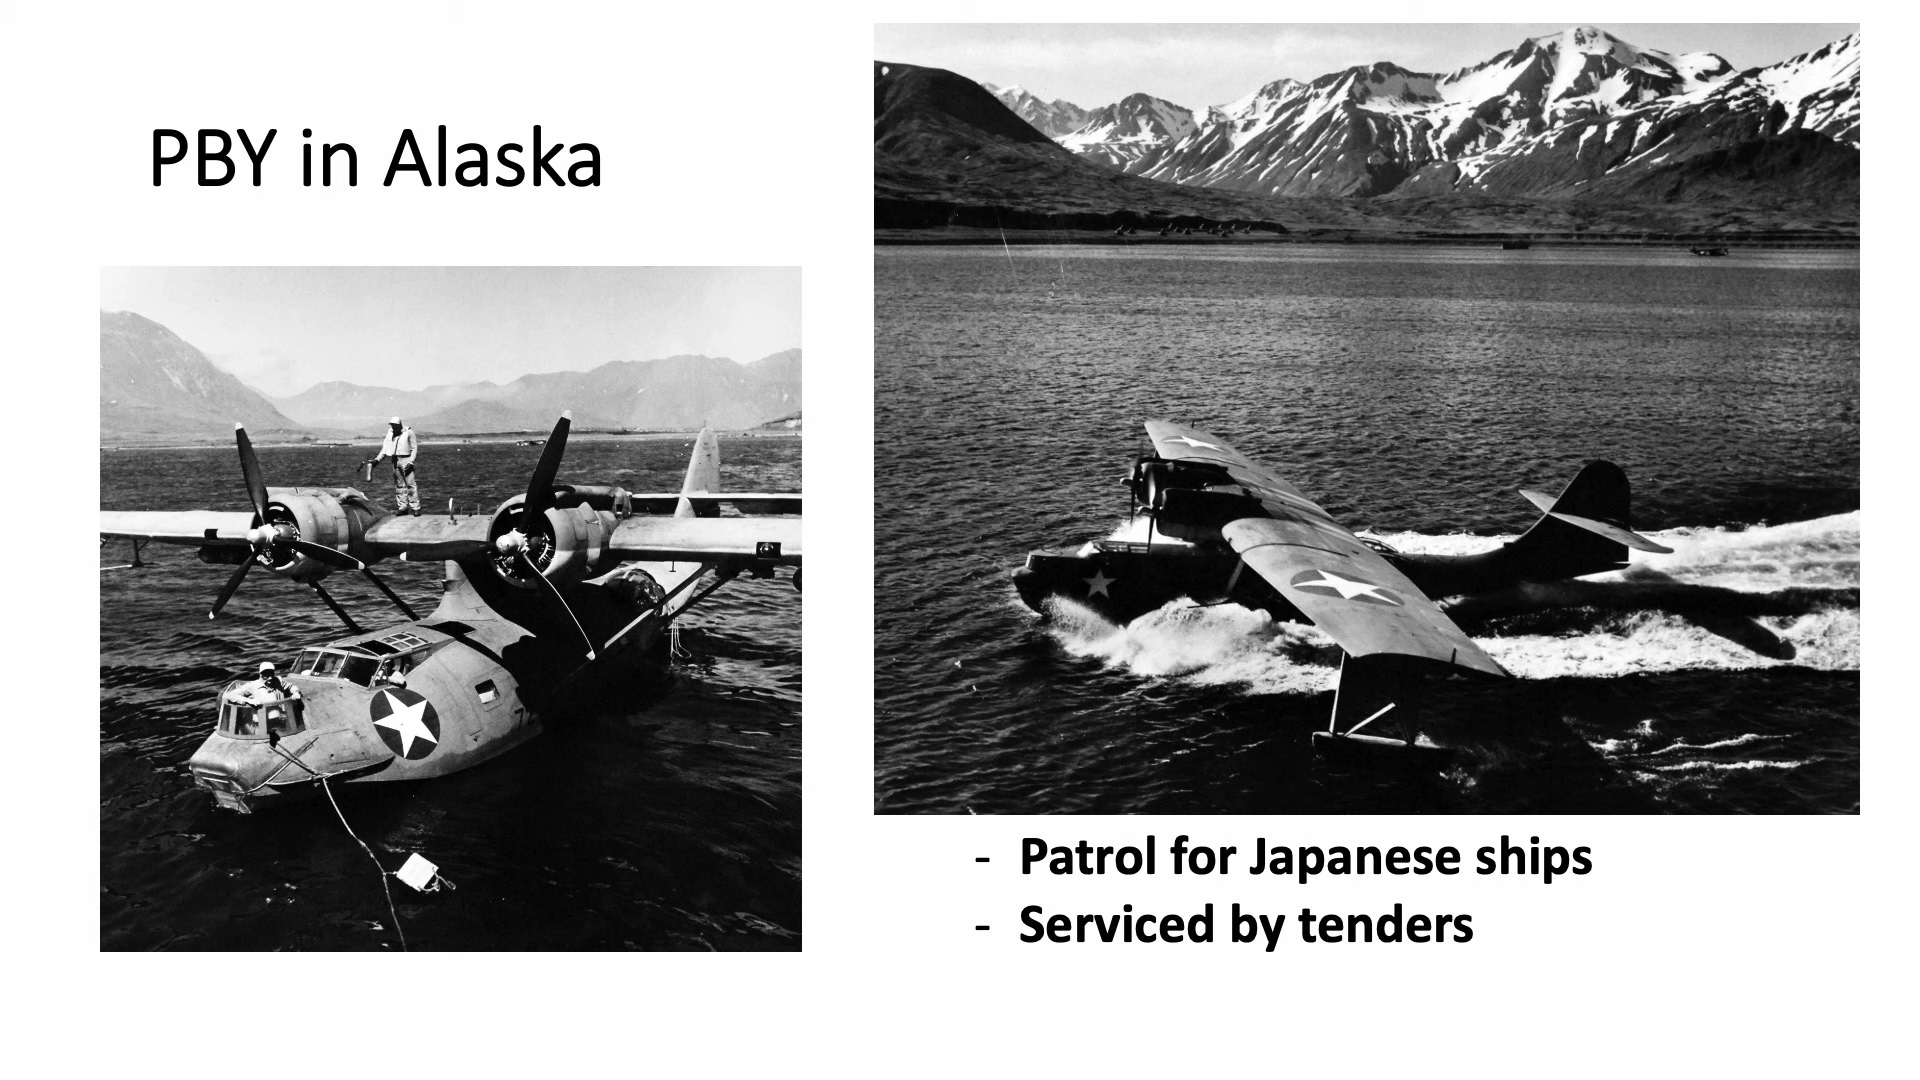 PBY in Alaska
- Patrol for Japanese ships
- Serviced by tenders